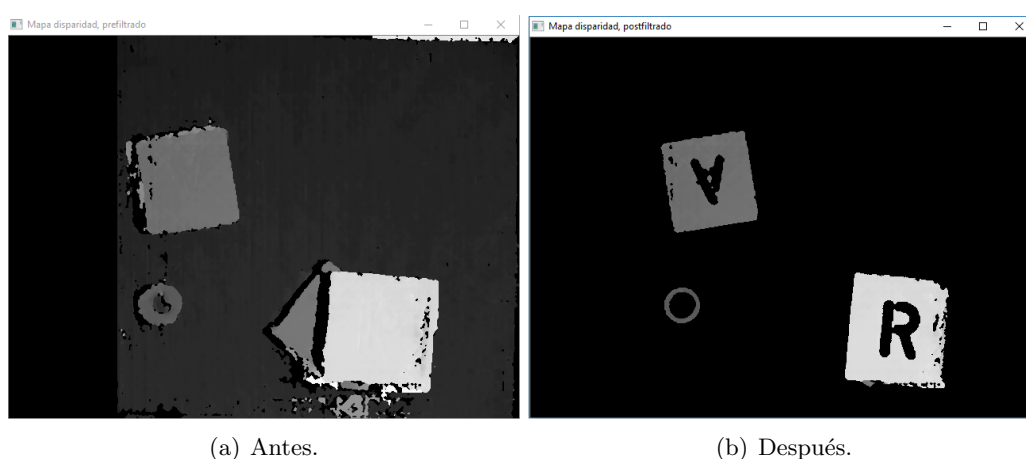 Mapa disparidad, prefiltrado
Mapa disparidad, postfiltrado
V
R
(a) Antes.
(b) Después.